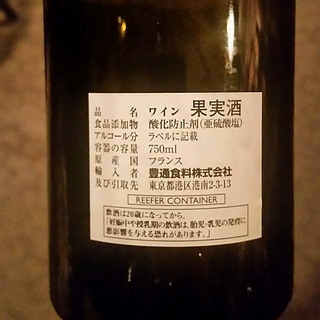 品名 ワイン 果実酒
食品添加物 酸化防止剤(亜硫酸塩)
アルコール分 ラベルに記載
容器の容量 750ml
原産国 フランス
輸入者 豊通食料株式会社
及び引取先 東京都港区港南2-3-13
REEFER CONTAINER
飲酒は20歳になってから。
「妊娠中や授乳期の飲酒は、胎児・乳児の発育に
悪影響を与える恐れがあります。」